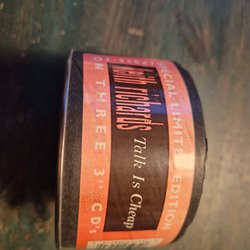 SPECIAL LIMITED EDITION
keith richards
Talk Is Cheap
ON THREE 3" CD's